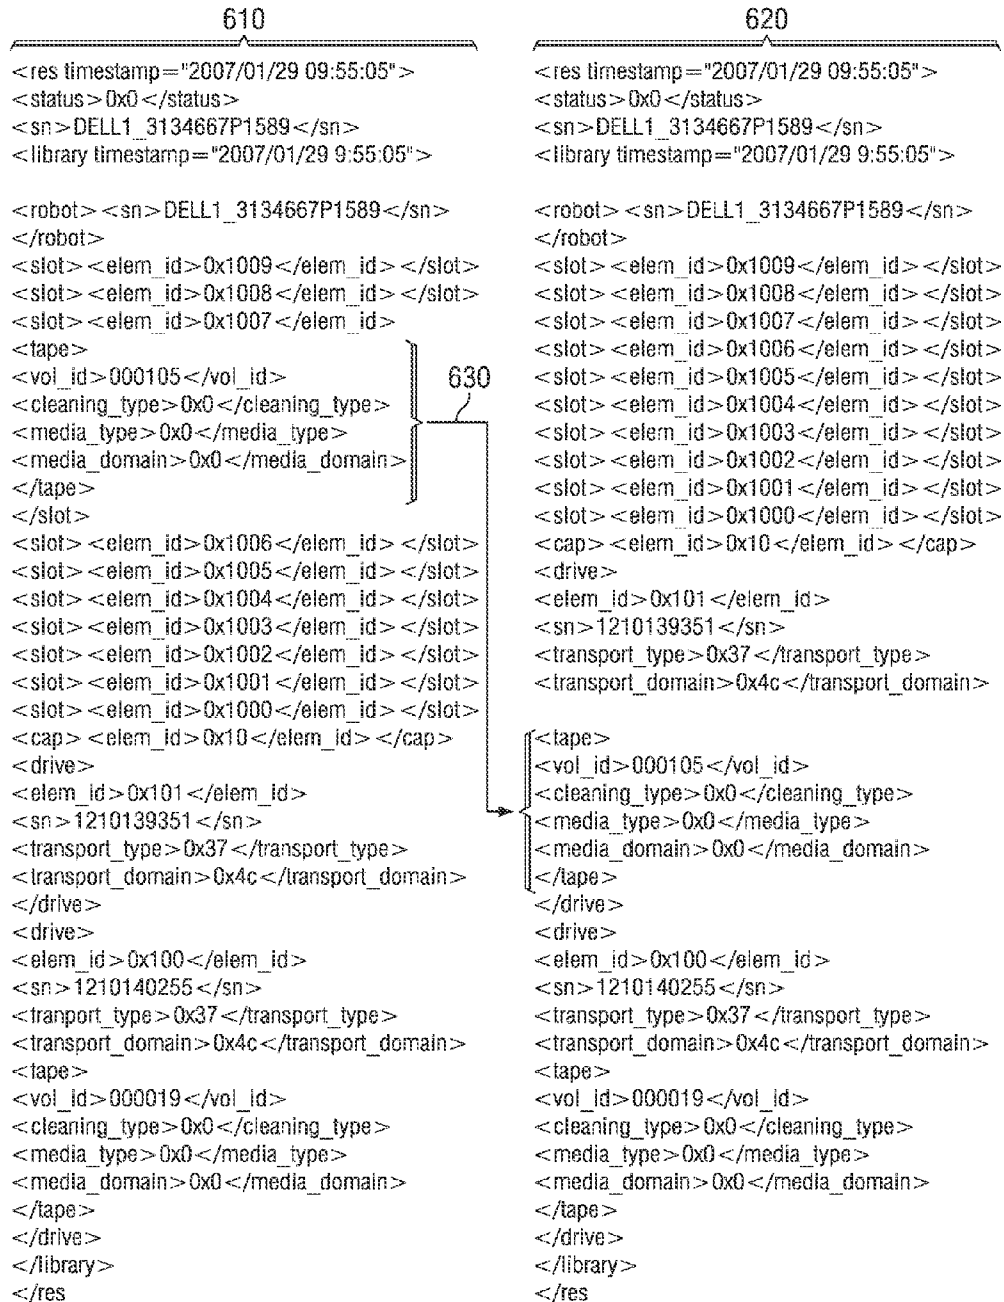 610
<res timestamp="2007/01/29 09:55:05">
<status>0x0</status>
<sn>DELL1_3134667P1589</sn>
<library timestamp="2007/01/29 9:55:05">
<robot><sn>DELL1_3134667P1589</sn>
</robot>
<slot><elem_id>0x1009</elem_id></slot>
<slot><elem_id>0x1008</elem_id></slot>
<slot><elem_id>0x1007</elem_id>
<tape>
<vol_id>000105</vol_id>
<cleaning_type>0x0</cleaning_type>
<media_type>0x0</media_type>
<media_domain>0x0</media_domain>
</tape>
</slot>
<slot><elem_id>0x1006</elem_id></slot>
<slot><elem_id>0x1005</elem_id></slot>
<slot><elem_id>0x1004</elem_id></slot>
<slot><elem_id>0x1003</elem_id></slot>
<slot><elem_id>0x1002</elem_id></slot>
<slot><elem_id>0x1001</elem_id></slot>
<slot><elem_id>0x1000</elem_id></slot>
<cap><elem_id>0x10</elem_id></cap>
<drive>
<elem_id>0x101</elem_id>
<sn>1210139351</sn>
<transport_type>0x37</transport_type>
<transport_domain>0x4c</transport_domain>
</drive>
<drive>
<elem_id>0x100</elem_id>
<sn>1210140255</sn>
<tranport_type>0x37</transport_type>
<transport_domain>0x4c</transport_domain>
<tape>
<vol_id>000019</vol_id>
<cleaning_type>0x0</cleaning_type>
<media_type>0x0</media_type>
<media_domain>0x0</media_domain>
</tape>
</drive>
</library>
</res
630
620
<res timestamp="2007/01/29 09:55:05">
<status>0x0</status>
<sn>DELL1_3134667P1589</sn>
<library timestamp="2007/01/29 9:55:05">
<robot><sn>DELL1_3134667P1589</sn>
</robot>
<slot><elem_id>0x1009</elem_id></slot>
<slot><elem_id>0x1008</elem_id></slot>
<slot><elem_id>0x1007</elem_id></slot>
<slot><elem_id>0x1006</elem_id></slot>
<slot><elem_id>0x1005</elem_id></slot>
<slot><elem_id>0x1004</elem_id></slot>
<slot><elem_id>0x1003</elem_id></slot>
<slot><elem_id>0x1002</elem_id></slot>
<slot><elem_id>0x1001</elem_id></slot>
<slot><elem_id>0x1000</elem_id></slot>
<cap><elem_id>0x10</elem_id></cap>
<drive>
<elem_id>0x101</elem_id>
<sn>1210139351</sn>
<transport_type>0x37</transport_type>
<transport_domain>0x4c</transport_domain>
<tape>
<vol_id>000105</vol_id>
<cleaning_type>0x0</cleaning_type>
<media_type>0x0</media_type>
<media_domain>0x0</media_domain>
</tape>
</drive>
<drive>
<elem_id>0x100</elem_id>
<sn>1210140255</sn>
<transport_type>0x37</transport_type>
<transport_domain>0x4c</transport_domain>
<tape>
<vol_id>000019</vol_id>
<cleaning_type>0x0</cleaning_type>
<media_type>0x0</media_type>
<media_domain>0x0</media_domain>
</tape>
</drive>
</library>
</res